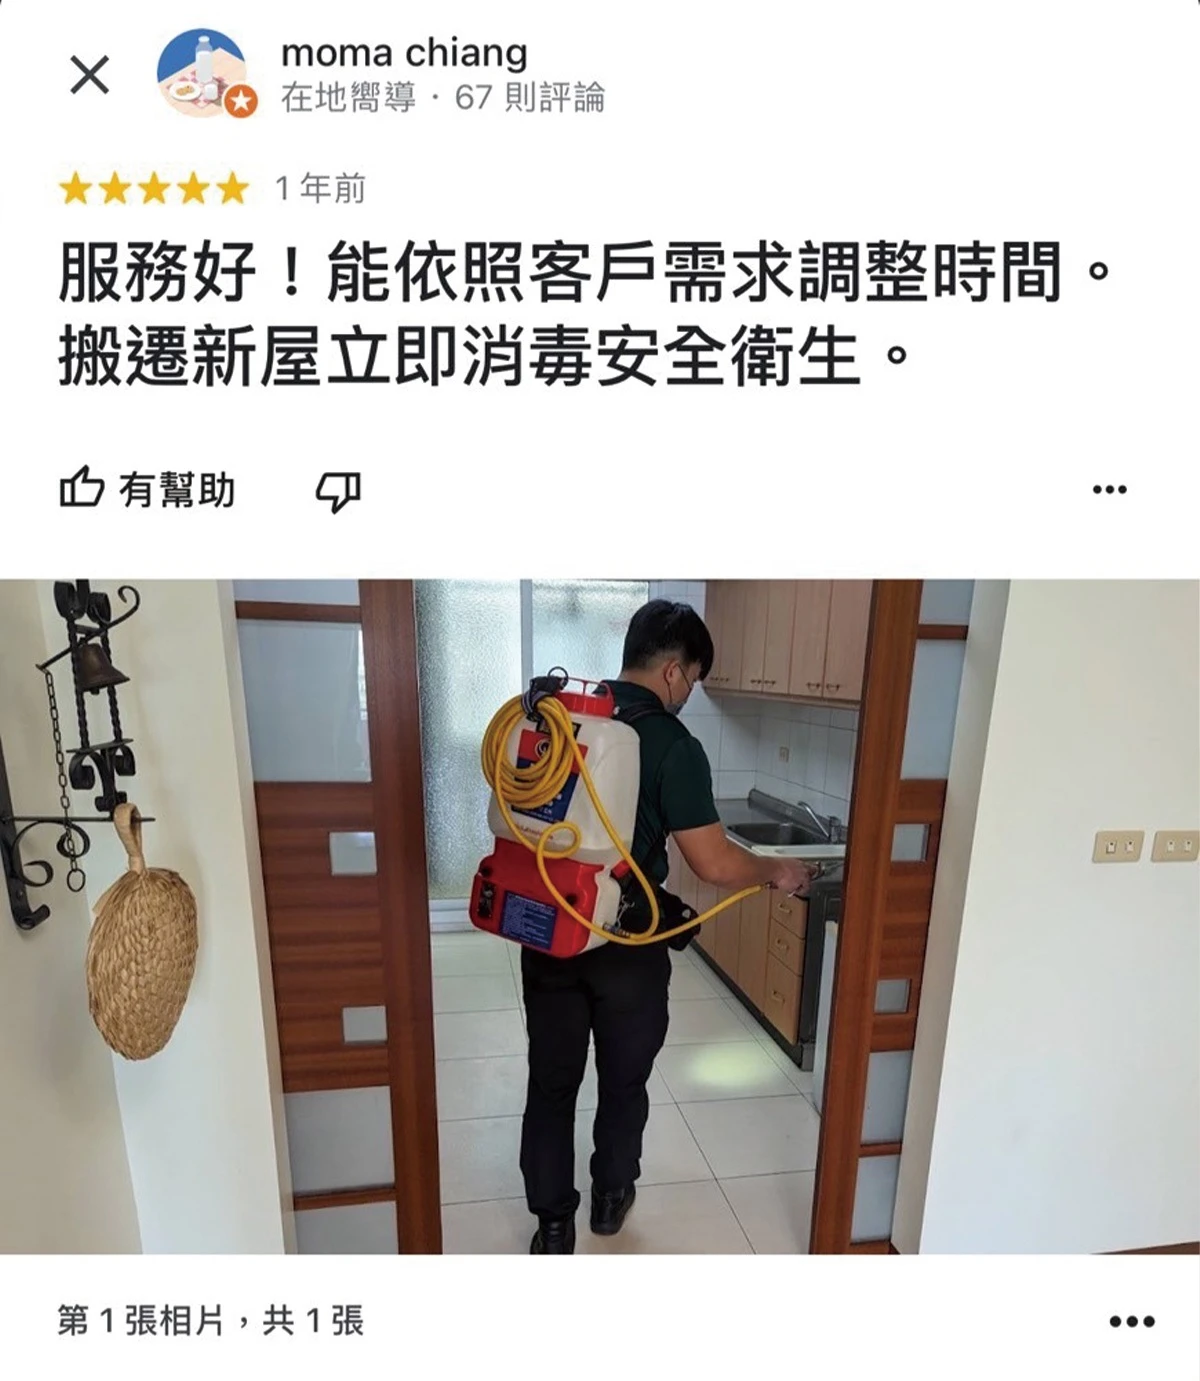 moma chiang
在地嚮導・67 則評論
1 年前
服務好！能依照客戶需求調整時間。
搬遷新屋立即消毒安全衛生。
有幫助
第 1 張相片，共 1 張